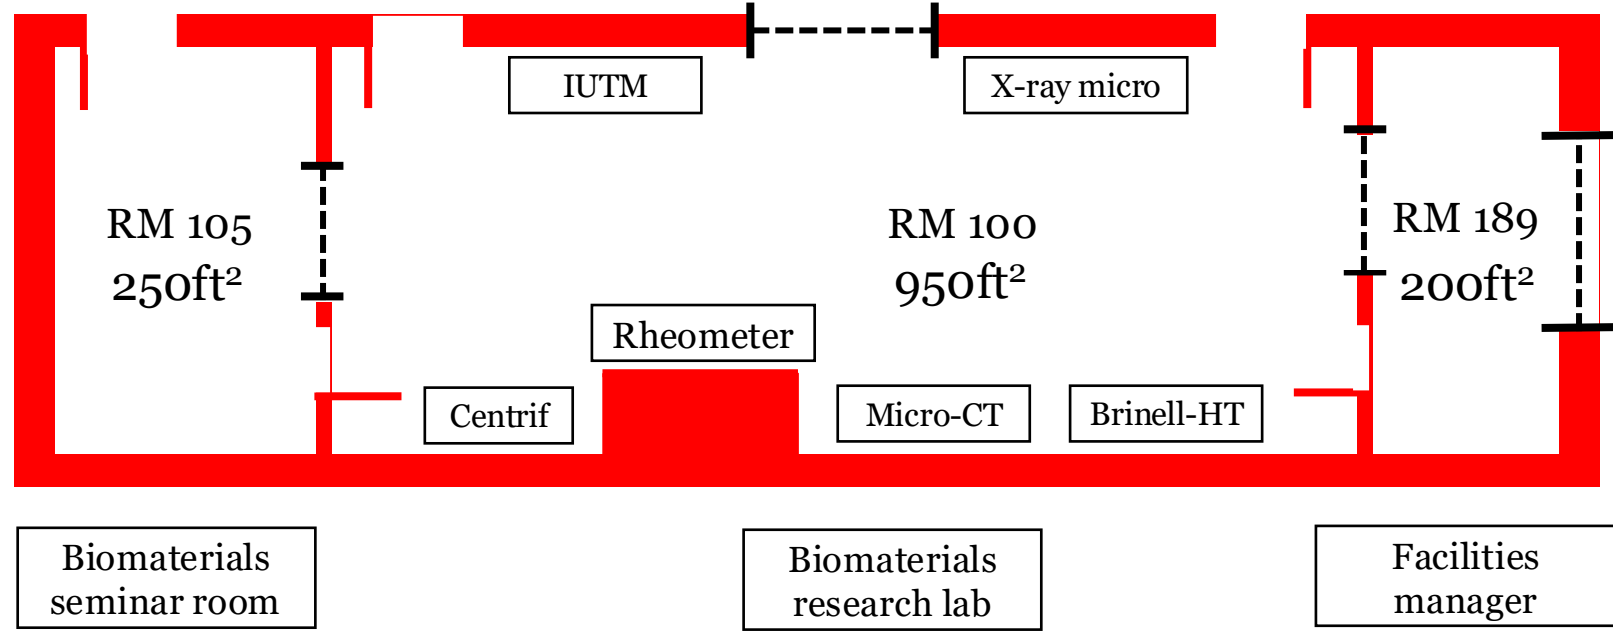 IUTM
X-ray micro
RM 105
250ft²
RM 100
950ft²
RM 189
200ft²
Rheometer
Centrif
Micro-CT
Brinell-HT
Biomaterials
seminar room
Biomaterials
research lab
Facilities
manager